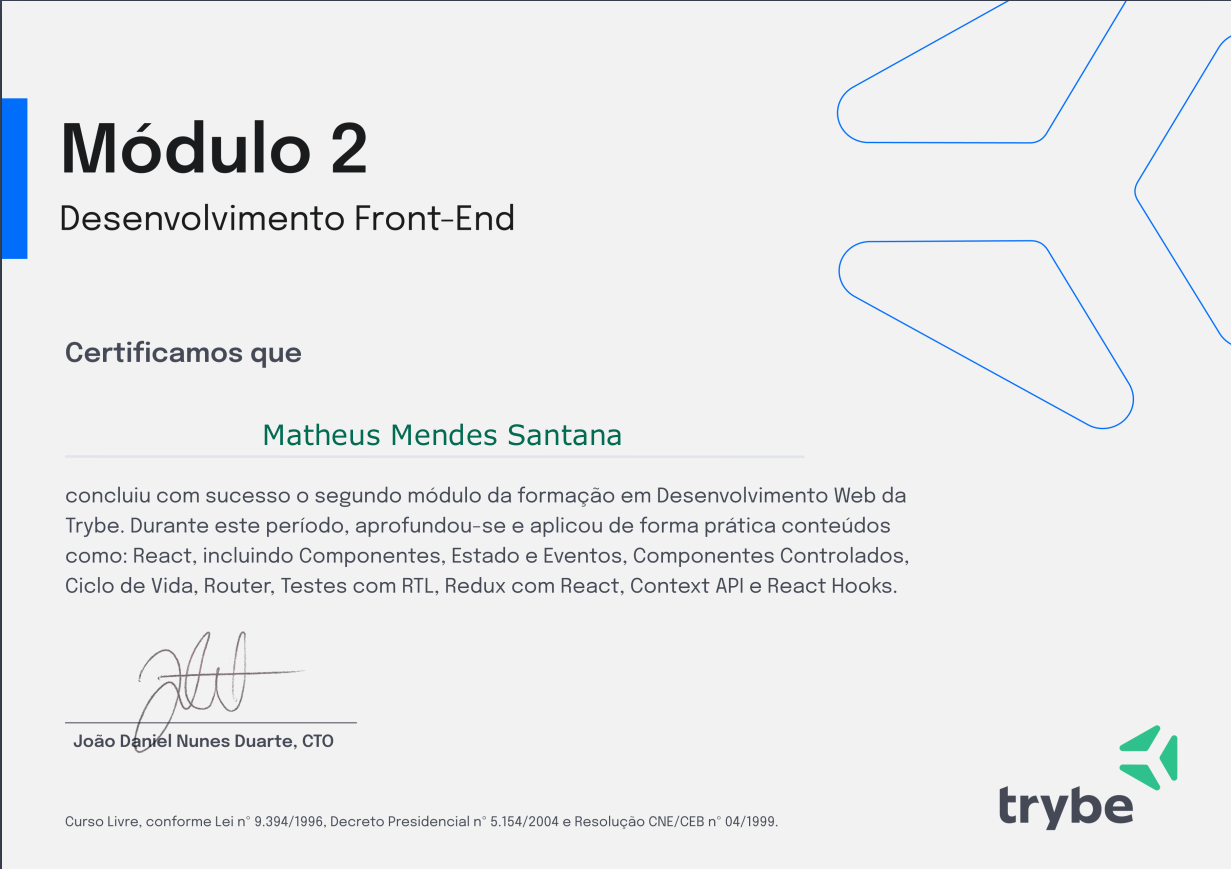 Módulo 2
Desenvolvimento Front-End
Certificamos que
Matheus Mendes Santana
concluiu com sucesso o segundo módulo da formação em Desenvolvimento Web da
Trybe. Durante este período, aprofundou-se e aplicou de forma prática conteúdos
como: React, incluindo Componentes, Estado e Eventos, Componentes Controlados,
Ciclo de Vida, Router, Testes com RTL, Redux com React, Context API e React Hooks.
João Daniel Nunes Duarte, CTO
trybe
Curso Livre, conforme Lei n° 9.394/1996, Decreto Presidencial n° 5.154/2004 e Resolução CNE/CEB n° 04/1999.